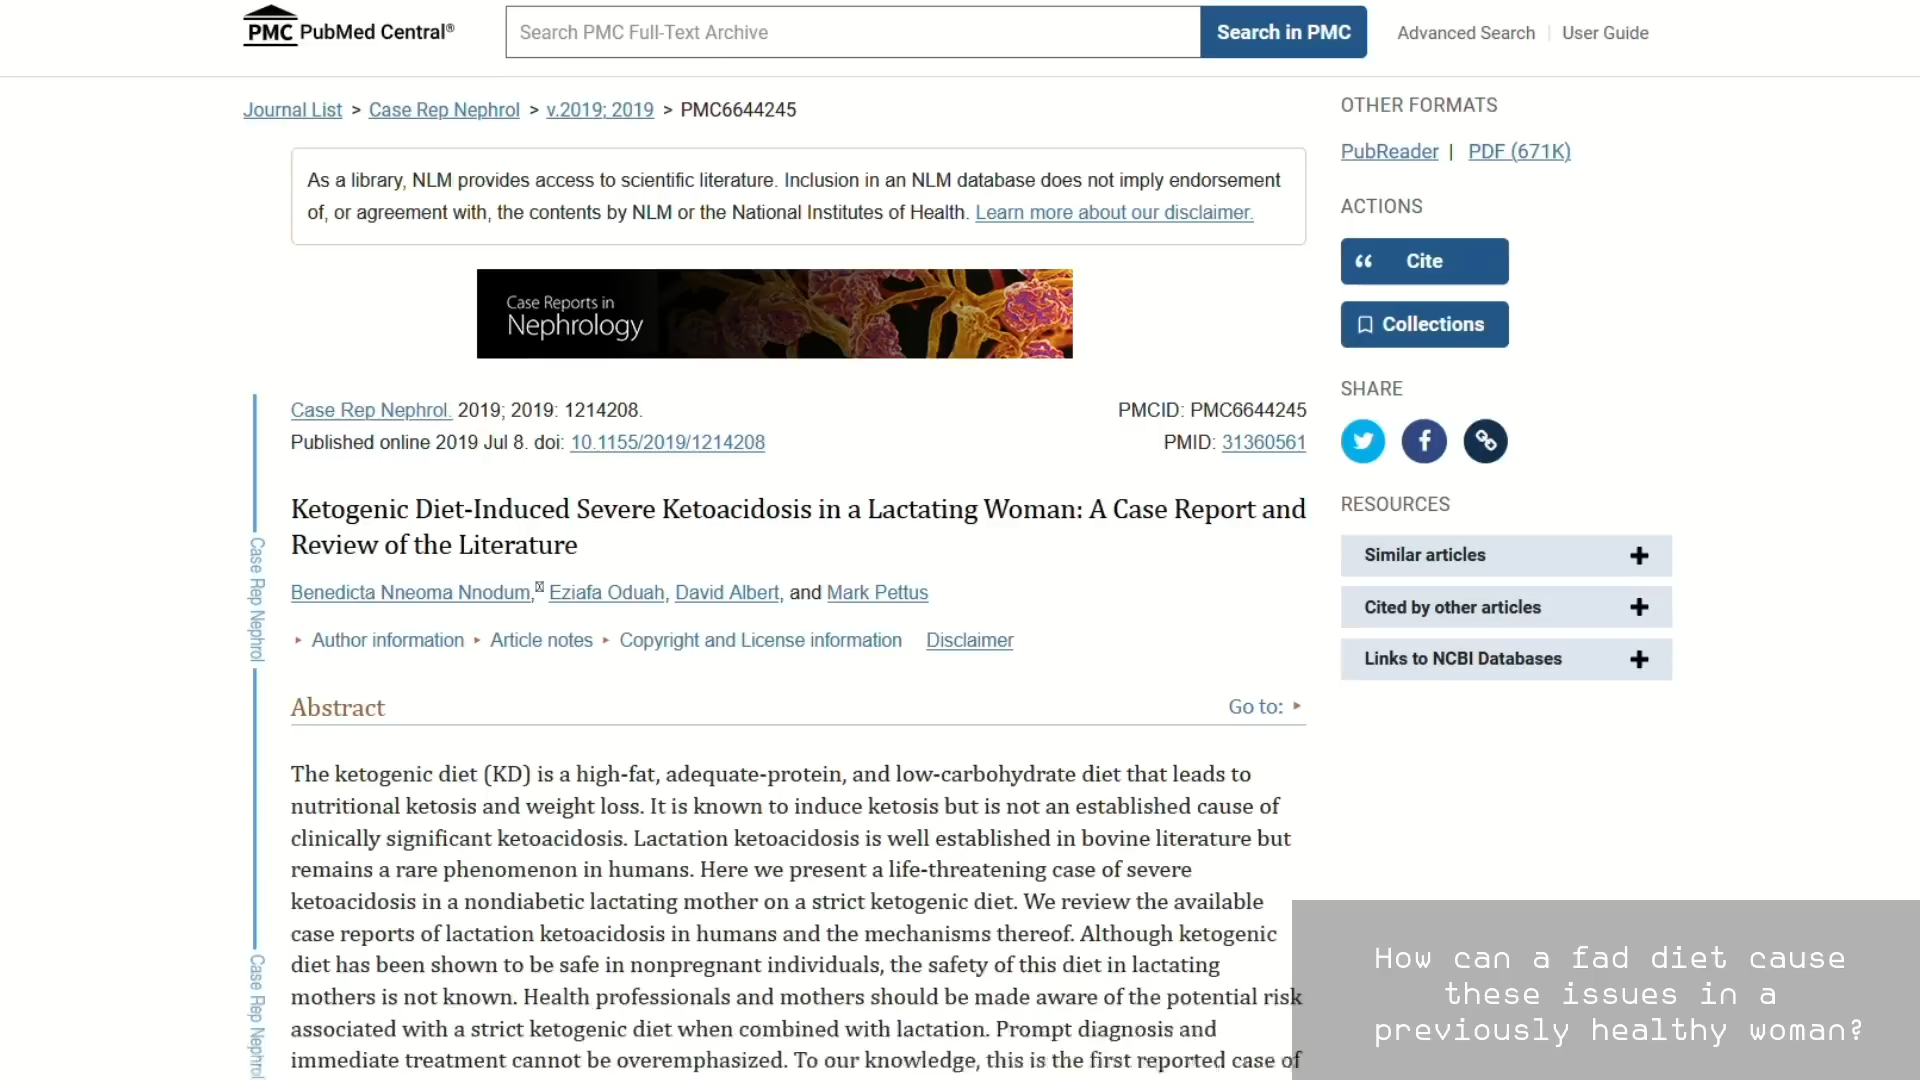 PMC PubMed Central®
Search PMC Full-Text Archive
Search in PMC
Advanced Search
User Guide
Journal List > Case Rep Nephrol > v.2019; 2019 > PMC6644245
As a library, NLM provides access to scientific literature. Inclusion in an NLM database does not imply endorsement
of, or agreement with, the contents by NLM or the National Institutes of Health. Learn more about our disclaimer.
Case Reports in
Nephrology
Case Rep Nephrol. 2019; 2019: 1214208.
PMCID: PMC6644245
Published online 2019 Jul 8. doi: 10.1155/2019/1214208
PMID: 31360561
Ketogenic Diet-Induced Severe Ketoacidosis in a Lactating Woman: A Case Report and
Review of the Literature
Benedicta Nneoma Nnodum, Eziafa Oduah, David Albert, and Mark Pettus
Author information Article notes Copyright and License information Disclaimer
Abstract
Go to:
The ketogenic diet (KD) is a high-fat, adequate-protein, and low-carbohydrate diet that leads to
nutritional ketosis and weight loss. It is known to induce ketosis but is not an established cause of
clinically significant ketoacidosis. Lactation ketoacidosis is well established in bovine literature but
remains a rare phenomenon in humans. Here we present a life-threatening case of severe
ketoacidosis in a nondiabetic lactating mother on a strict ketogenic diet. We review the available
case reports of lactation ketoacidosis in humans and the mechanisms thereof. Although ketogenic
diet has been shown to be safe in nonpregnant individuals, the safety of this diet in lactating
mothers is not known. Health professionals and mothers should be made aware of the potential risk
associated with a strict ketogenic diet when combined with lactation. Prompt diagnosis and
immediate treatment cannot be overemphasized. To our knowledge, this is the first reported case of
Case Rep Nephrol
Case Rep Nephrol
OTHER FORMATS
PubReader | PDF (671K)
ACTIONS
Cite
Collections
SHARE
RESOURCES
Similar articles
Cited by other articles
Links to NCBI Databases
How can a fad diet cause
these issues in a
previously healthy woman?